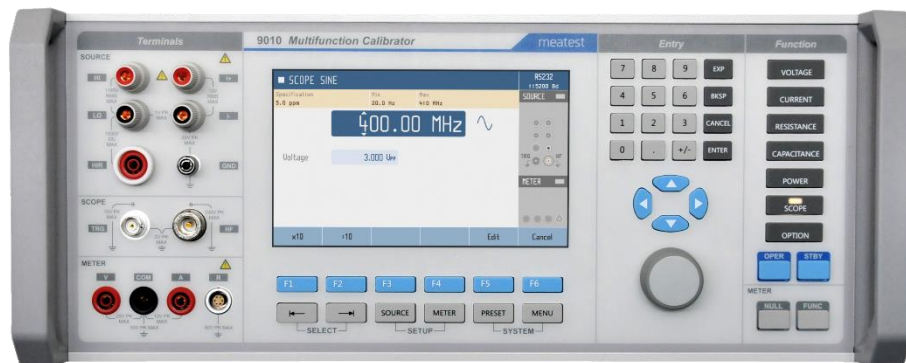 Terminals
9010 Multifunction Calibrator
meatest
Entry
Function
SOURCE
HI
I+
LO
I-
HIR
GND
SCOPE
TRG
HF
METER
V
COM
A
R
SCOPE SINE
RS232
Specification
Min
Max
5.0 ppm
20.0 Hz
SOURCE
400.00 MHz
Voltage
3.000 Vpp
TRG
HF
METER
x10
:10
Edit
Cancel
F1
F2
F3
F4
F5
F6
SOURCE
METER
PRESET
MENU
SELECT
SETUP
SYSTEM
7
8
9
EXP
4
5
6
BKSP
1
2
3
CANCEL
0
.
+/-
ENTER
VOLTAGE
CURRENT
RESISTANCE
CAPACITANCE
POWER
SCOPE
OPTION
OPER
STBY
METER
NULL
FUNC